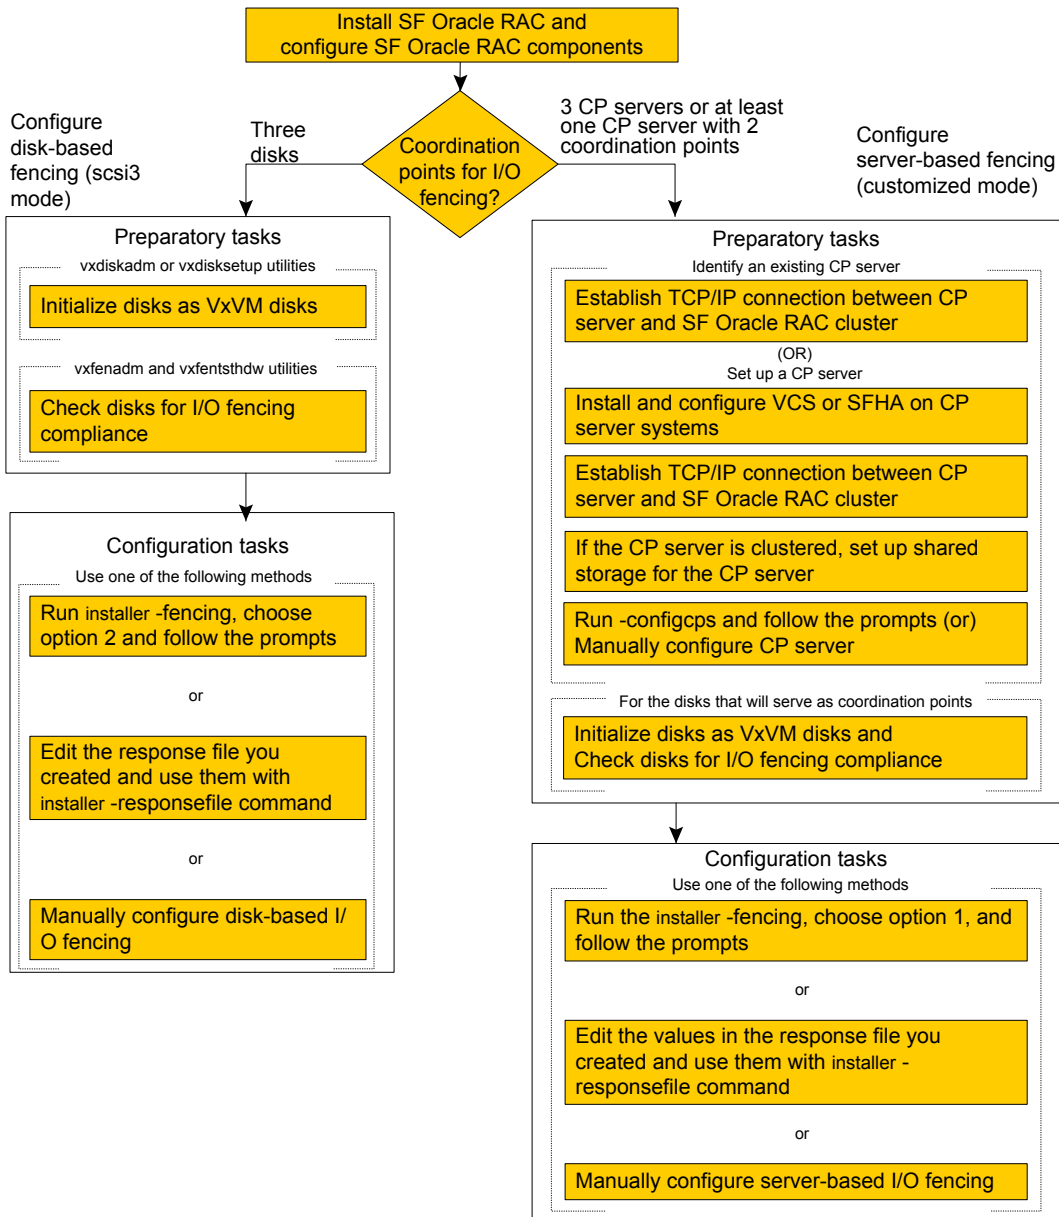 Install SF Oracle RAC and
configure SF Oracle RAC components
Coordination
points for I/O
fencing?
Three
disks
3 CP servers or at least
one CP server with 2
coordination points
Configure
disk-based
fencing (scsi3
mode)
Configure
server-based fencing
(customized mode)
Preparatory tasks
vxdiskadm or vxdisksetup utilities
Initialize disks as VxVM disks
vxfenadm and vxfentsthdw utilities
Check disks for I/O fencing
compliance
Configuration tasks
Use one of the following methods
Run installer -fencing, choose
option 2 and follow the prompts
or
Edit the response file you
created and use them with
installer -responsefile command
or
Manually configure disk-based I/
O fencing
Preparatory tasks
Identify an existing CP server
Establish TCP/IP connection between CP
server and SF Oracle RAC cluster
(OR)
Set up a CP server
Install and configure VCS or SFHA on CP
server systems
Establish TCP/IP connection between CP
server and SF Oracle RAC cluster
If the CP server is clustered, set up shared
storage for the CP server
Run -configcps and follow the prompts (or)
Manually configure CP server
For the disks that will serve as coordination points
Initialize disks as VxVM disks and
Check disks for I/O fencing compliance
Configuration tasks
Use one of the following methods
Run the installer -fencing, choose option 1, and
follow the prompts
or
Edit the values in the response file you
created and use them with installer -
responsefile command
or
Manually configure server-based I/O fencing